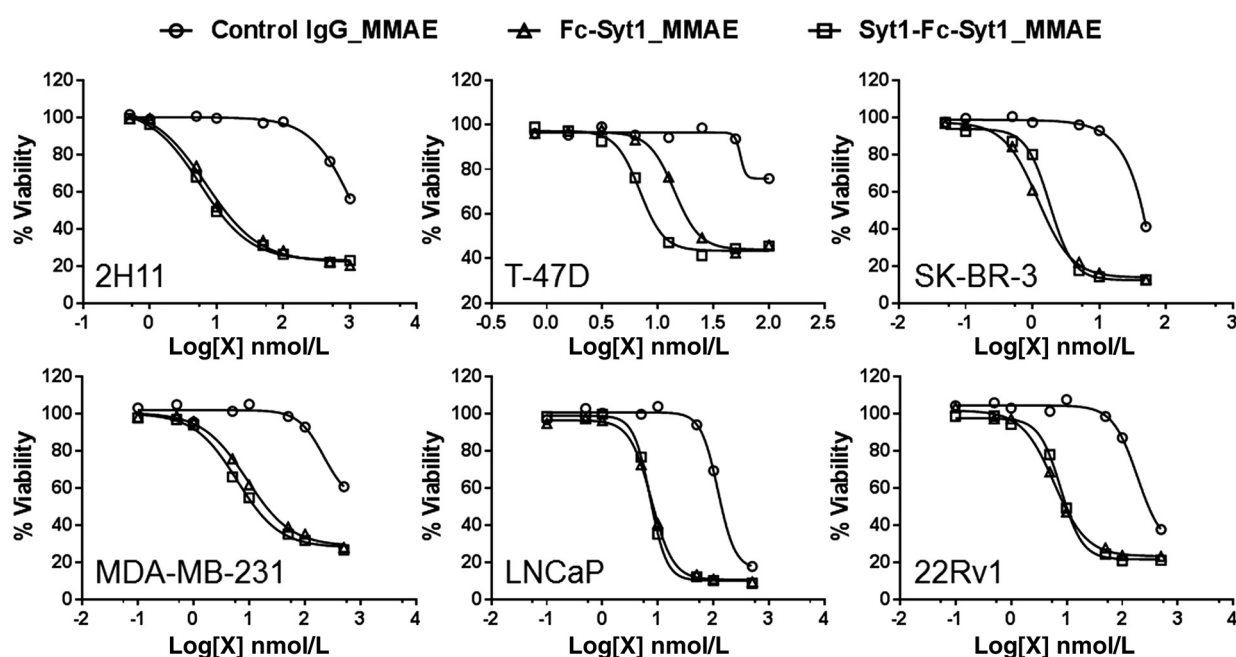 Control IgG_MMAE Fc-Syt1_MMAE Syt1-Fc-Syt1_MMAE
% Viability
120
100
80
60
40
20
0
2H11
-1 0 1 2 3 4
Log[X] nmol/L
% Viability
120
100
80
60
40
20
T-47D
-0.5 0.0 0.5 1.0 1.5 2.0 2.5
Log[X] nmol/L
% Viability
120
100
80
60
40
20
0
SK-BR-3
-2 -1 0 1 2 3
Log[X] nmol/L
% Viability
120
100
80
60
40
20
0
MDA-MB-231
-2 -1 0 1 2 3 4
Log[X] nmol/L
% Viability
120
100
80
60
40
20
0
LNCaP
-2 -1 0 1 2 3 4
Log[X] nmol/L
% Viability
120
100
80
60
40
20
0
22Rv1
-2 -1 0 1 2 3 4
Log[X] nmol/L